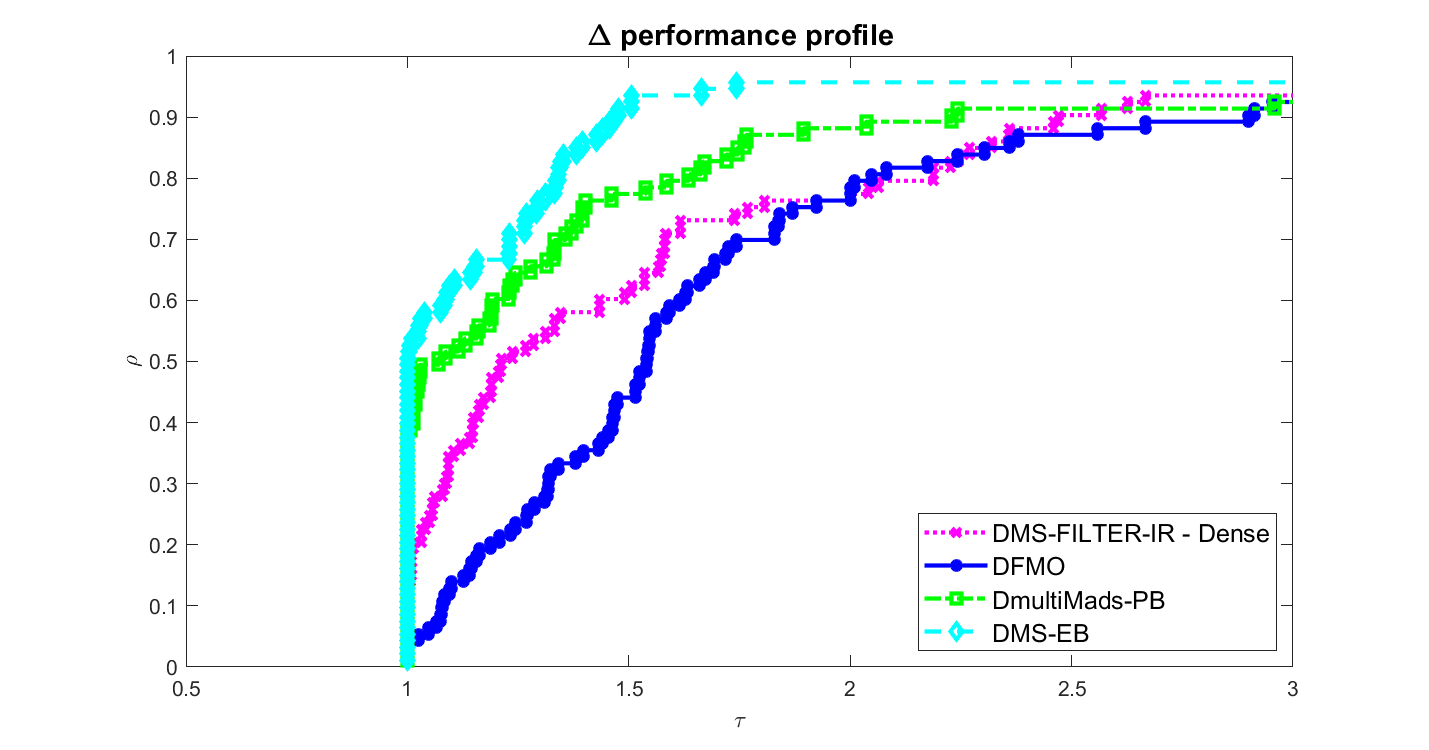 Δ performance profile
1
0.9
0.8
0.7
0.6
0.5
0.4
0.3
0.2
0.1
0
ρ
0.5 1 1.5 2 2.5 3
τ
DMS-FILTER-IR - Dense
DFMO
DmultiMads-PB
DMS-EB